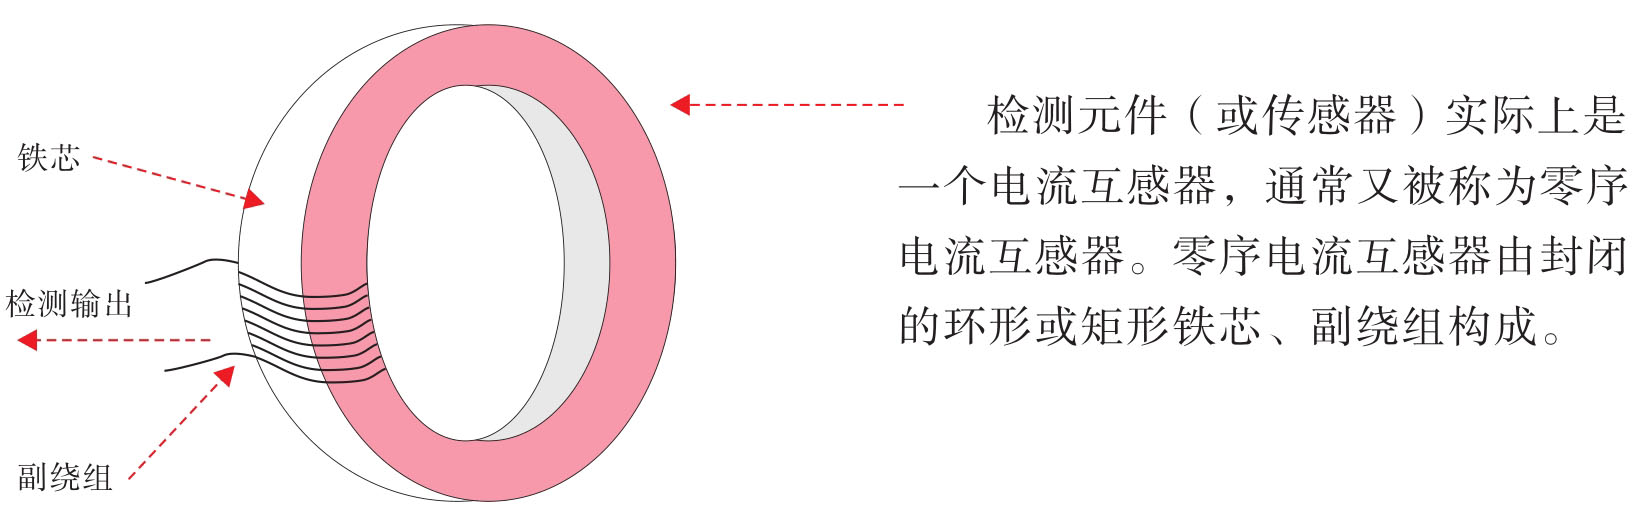 铁芯
检测输出
副绕组
检测元件（或传感器）实际上是
一个电流互感器，通常又被称为零序
电流互感器。零序电流互感器由封闭
的环形或矩形铁芯、副绕组构成。